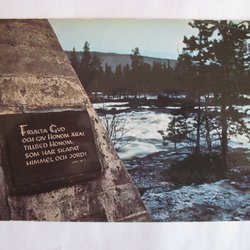 FRUKTA GUD
OCH GIV HONOM ÄRA!
TILLBED HONOM,
SOM HAR SKAPAT
HIMMEL OCH JORD!